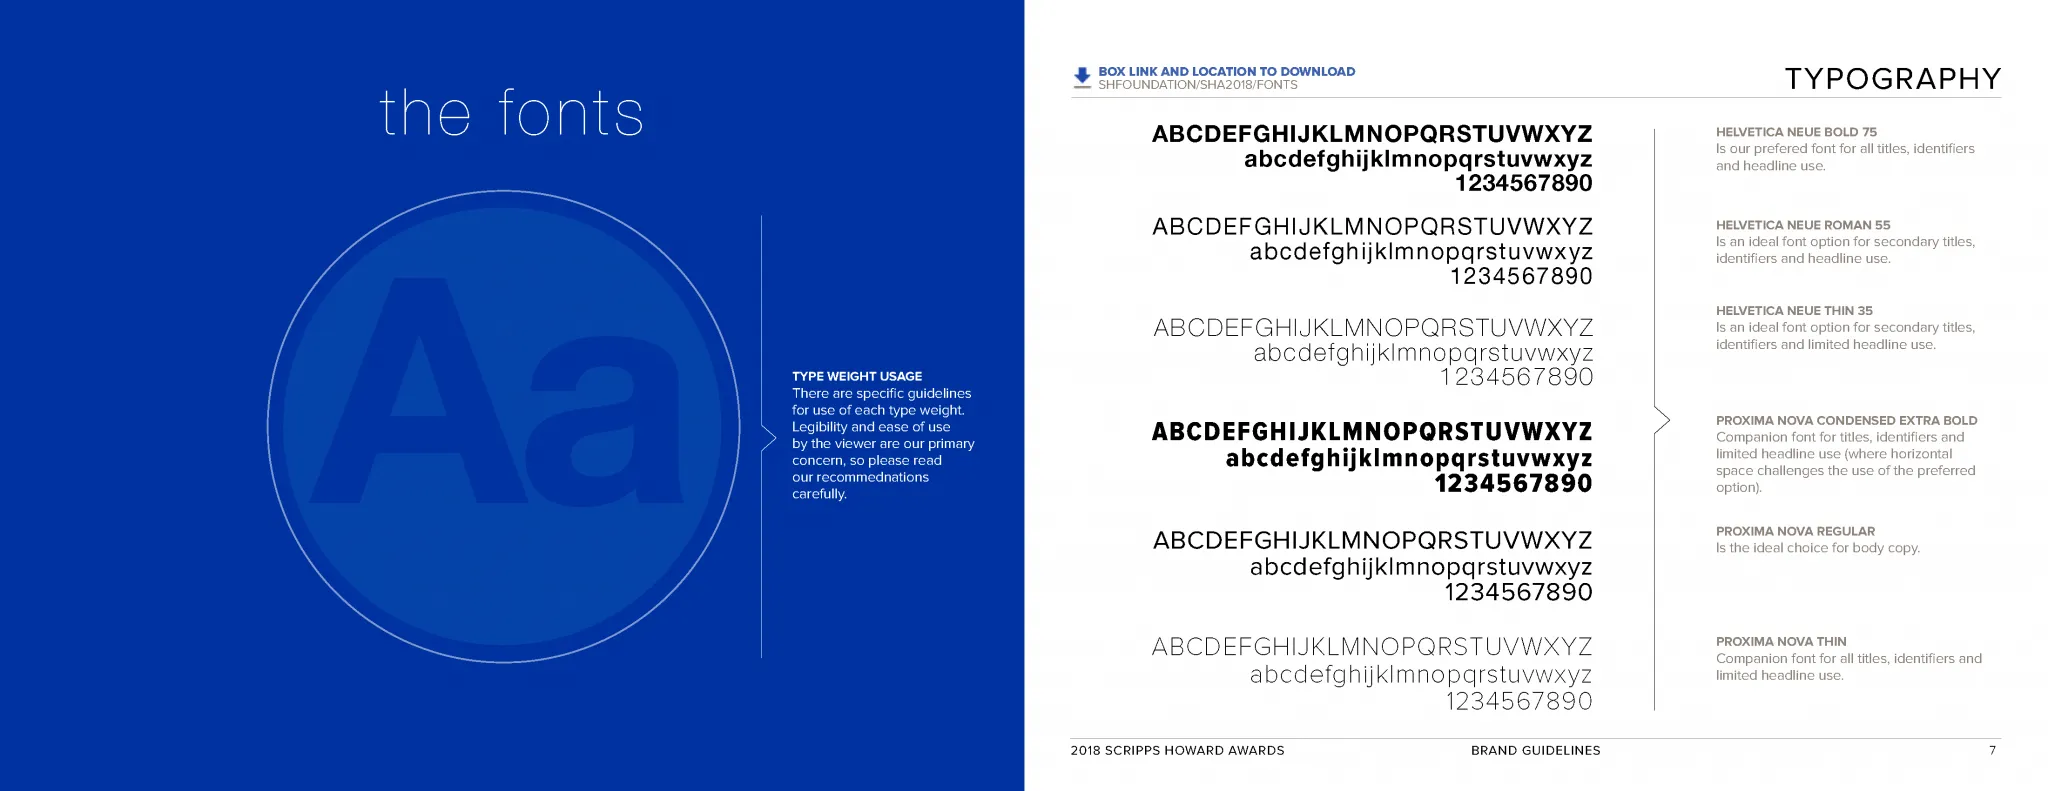 the fonts
Aa
TYPE WEIGHT USAGE
There are specific guidelines
for use of each type weight.
Legibility and ease of use
by the viewer are our primary
concern, so please read
our recommednations
carefully.
BOX LINK AND LOCATION TO DOWNLOAD
SHFOUNDATION/SHA2018/FONTS
TYPOGRAPHY
ABCDEFGHIJKLMNOPQRSTUVWXYZ
abcdefghijklmnopqrstuvwxyz
1234567890
HELVETICA NEUE BOLD 75
Is our prefered font for all titles, identifiers
and headline use.
ABCDEFGHIJKLMNOPQRSTUVWXYZ
abcdefghijklmnopqrstuvwxyz
1234567890
HELVETICA NEUE ROMAN 55
Is an ideal font option for secondary titles,
identifiers and headline use.
ABCDEFGHIJKLMNOPQRSTUVWXYZ
abcdefghijklmnopqrstuvwxyz
1234567890
HELVETICA NEUE THIN 35
Is an ideal font option for secondary titles,
identifiers and limited headline use.
ABCDEFGHIJKLMNOPQRSTUVWXYZ
abcdefghijklmnopqrstuvwxyz
1234567890
PROXIMA NOVA CONDENSED EXTRA BOLD
Companion font for titles, identifiers and
limited headline use (where horizontal
space challenges the use of the preferred
option).
ABCDEFGHIJKLMNOPQRSTUVWXYZ
abcdefghijklmnopqrstuvwxyz
1234567890
PROXIMA NOVA REGULAR
Is the ideal choice for body copy.
ABCDEFGHIJKLMNOPQRSTUVWXYZ
abcdefghijklmnopqrstuvwxyz
1234567890
PROXIMA NOVA THIN
Companion font for all titles, identifiers and
limited headline use.
2018 SCRIPPS HOWARD AWARDS
BRAND GUIDELINES
7